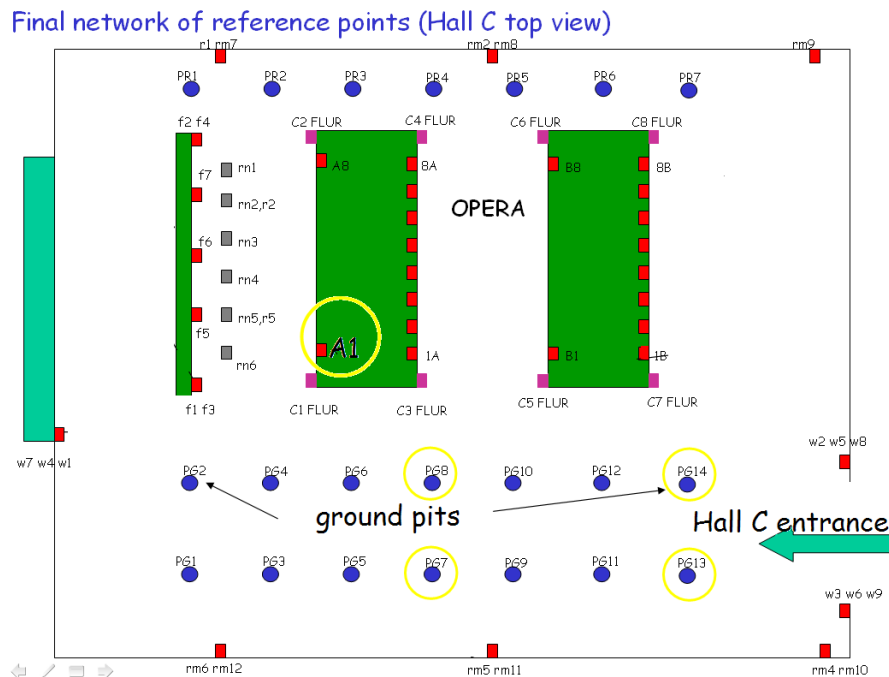 Final network of reference points (Hall C top view)
r1 rm7
rm2 rm8
rm9
PR1
PR2
PR3
PR4
PR5
PR6
PR7
f2 f4
C2 FLUR
C4 FLUR
C6 FLUR
C8 FLUR
f7
rn1
A8
8A
B8
8B
rn2,r2
OPERA
f6
rn3
rn4
f5
rn5,r5
A1
rn6
1A
B1
1B
f1 f3
C1 FLUR
C3 FLUR
C5 FLUR
C7 FLUR
w7 w4 w1
w2 w5 w8
PG2
PG4
PG6
PG8
PG10
PG12
PG14
ground pits
Hall C entrance
PG1
PG3
PG5
PG7
PG9
PG11
PG13
w3 w6 w9
rm6 rm12
rm5 rm11
rm4 rm10